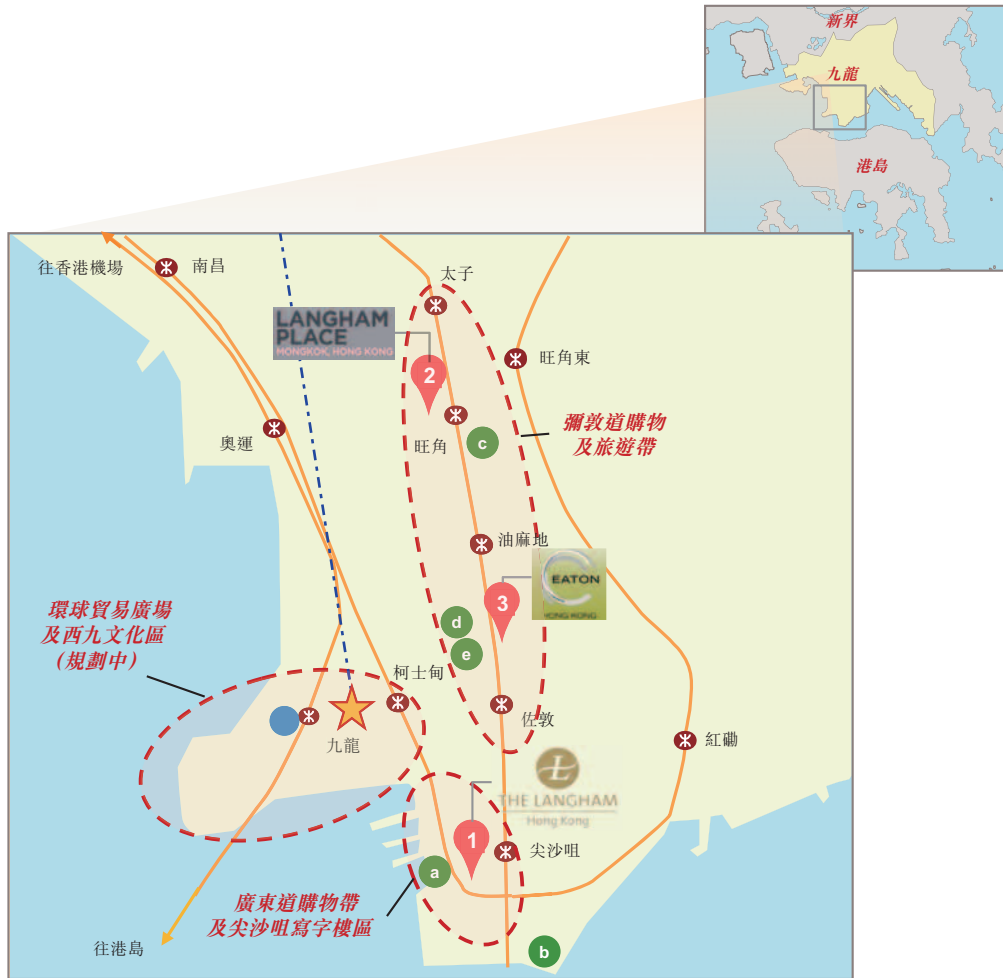 新界
九龍
港島
往香港機場
南昌
太子
LANGHAM
PLACE
MONGKOK, HONG KONG
2
旺角東
奧運
旺角
c
彌敦道購物
及旅遊帶
油麻地
EATON
HONG KONG
3
環球貿易廣場
及西九文化區
(規劃中)
d
e
柯士甸
佐敦
九龍
紅磡
THE LANGHAM
Hong Kong
1
尖沙咀
a
廣東道購物帶
及尖沙咀寫字樓區
往港島
b